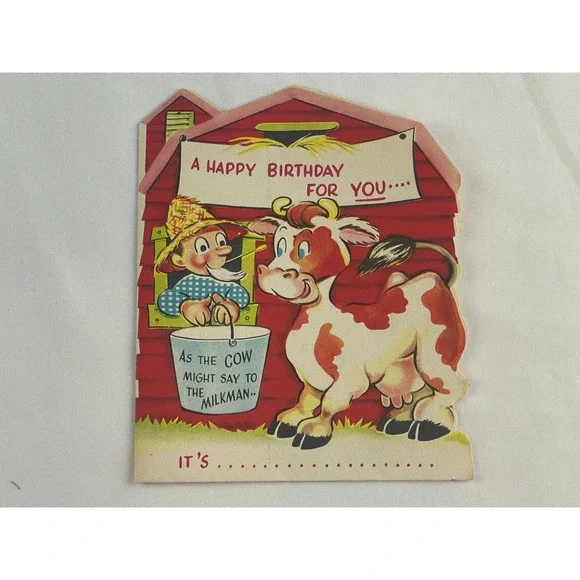 A HAPPY BIRTHDAY
FOR YOU....
AS THE COW
MIGHT SAY TO
THE MILKMAN..
IT'S .....................